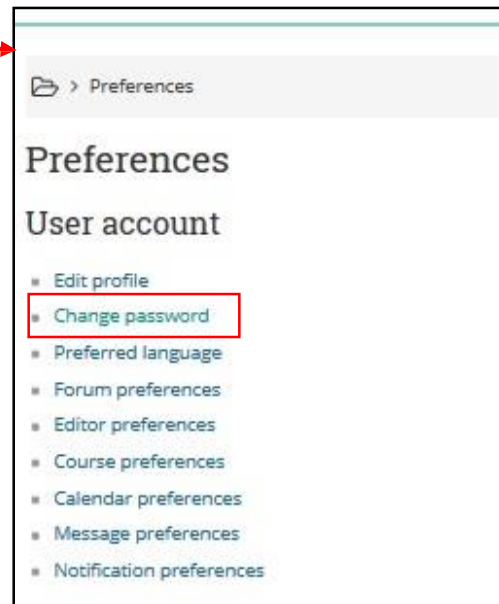 > Preferences
Preferences
User account
Edit profile
Change password
Preferred language
Forum preferences
Editor preferences
Course preferences
Calendar preferences
Message preferences
Notification preferences